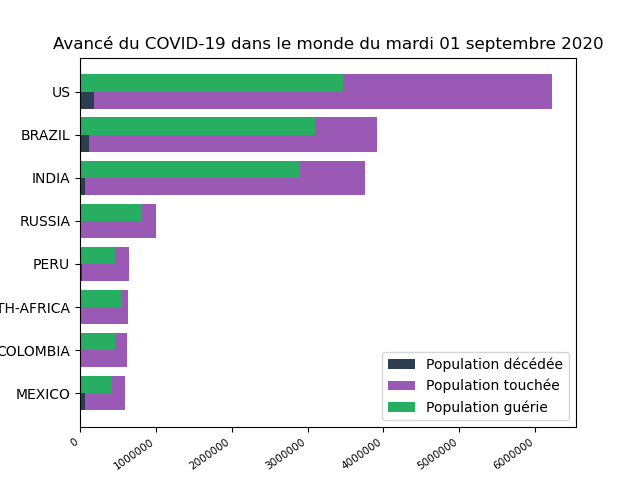 Avancé du COVID-19 dans le monde du mardi 01 septembre 2020
US
BRAZIL
INDIA
RUSSIA
PERU
TH-AFRICA
COLOMBIA
MEXICO
0
1000000
2000000
3000000
4000000
5000000
6000000
Population décédée
Population touchée
Population guérie